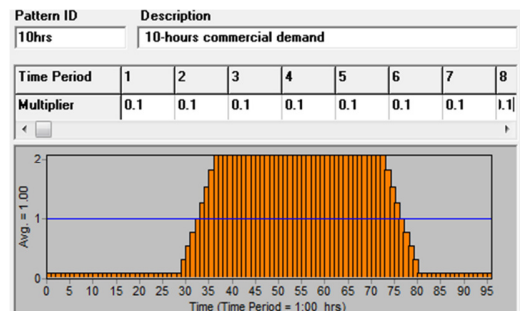 Pattern ID Description
10hrs 10-hours commercial demand
Time Period 1 2 3 4 5 6 7 8
Multiplier 0.1 0.1 0.1 0.1 0.1 0.1 0.1 0.1
2
Avg. = 1.00
1
0
0 5 10 15 20 25 30 35 40 45 50 55 60 65 70 75 80 85 90 95
Time (Time Period = 1:00 hrs)